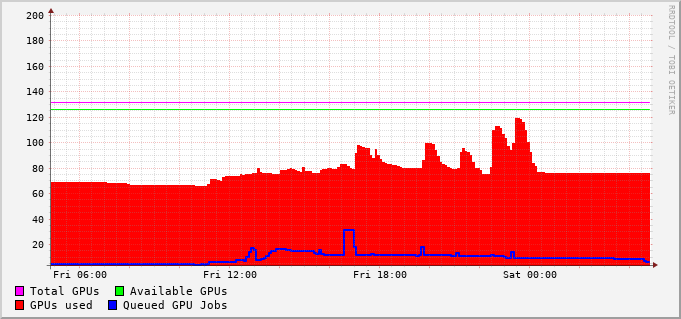 RRDTOOL / TOBI OETIKER
200
180
160
140
120
100
80
60
40
20
Fri 06:00 Fri 12:00 Fri 18:00 Sat 00:00
Total GPUs Available GPUs
GPUs used Queued GPU Jobs